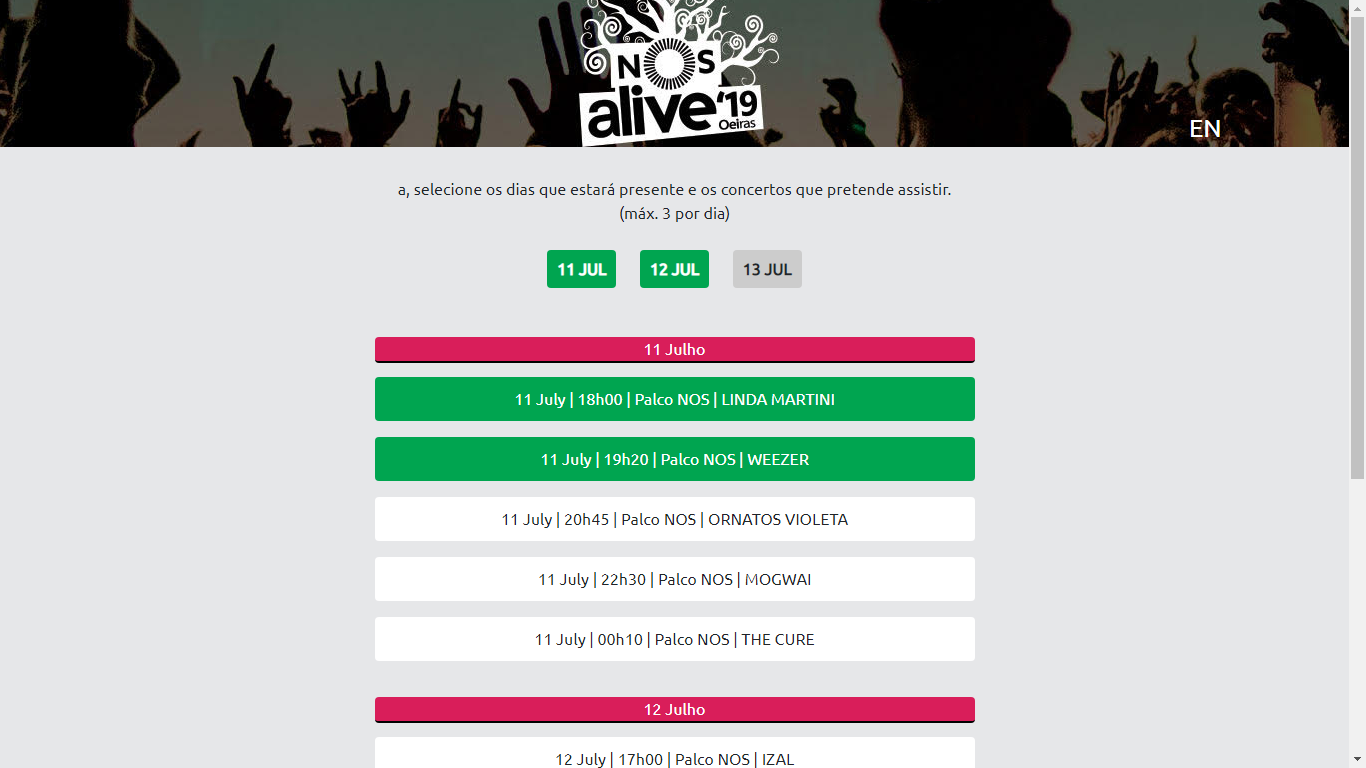 NOS
alive'19
Oeiras
EN
a, selecione os dias que estará presente e os concertos que pretende assistir.
(máx. 3 por dia)
11 JUL 12 JUL 13 JUL
11 Julho
11 July | 18h00 | Palco NOS | LINDA MARTINI
11 July | 19h20 | Palco NOS | WEEZER
11 July | 20h45 | Palco NOS | ORNATOS VIOLETA
11 July | 22h30 | Palco NOS | MOGWAI
11 July | 00h10 | Palco NOS | THE CURE
12 Julho
12 July | 17h00 | Palco NOS | IZAL